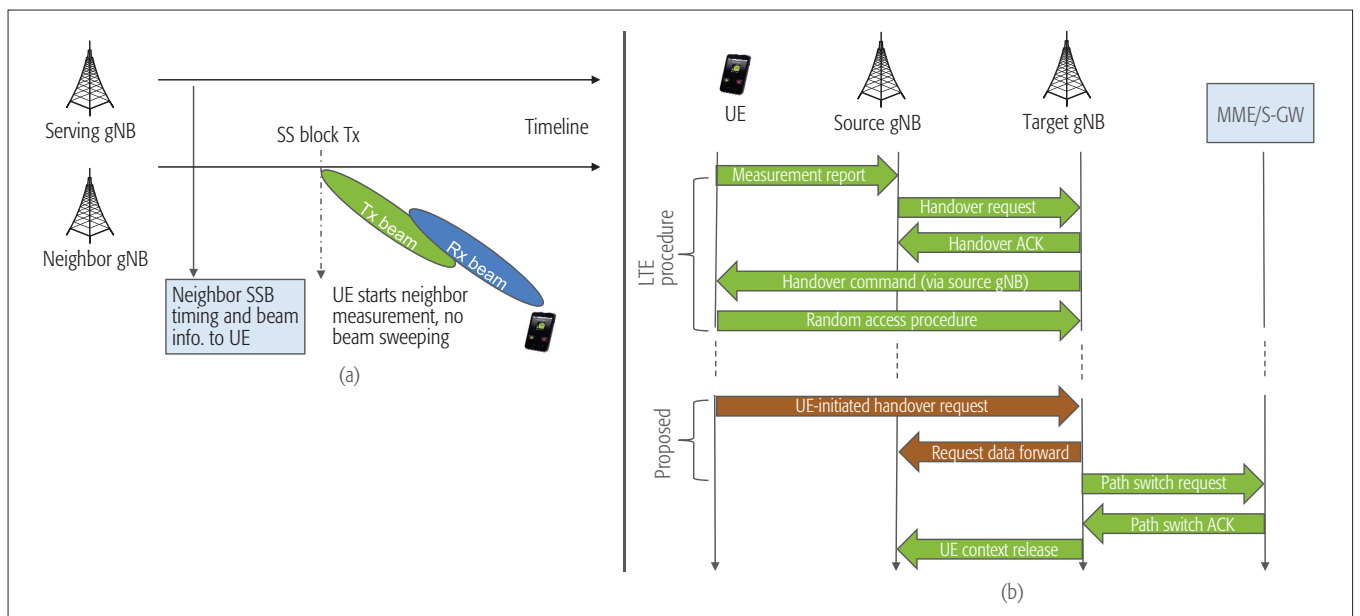 Serving gNB
Timeline
SS block Tx
Neighbor gNB
Tx beam
Rx beam
Neighbor SSB
timing and beam
info. to UE
UE starts neighbor
measurement, no
beam sweeping
(a)
UE
Source gNB
Target gNB
MME/S-GW
LTE
procedure
Measurement report
Handover request
Handover ACK
Handover command (via source gNB)
Random access procedure
Proposed
UE-initiated handover request
Request data forward
Path switch request
Path switch ACK
UE context release
(b)